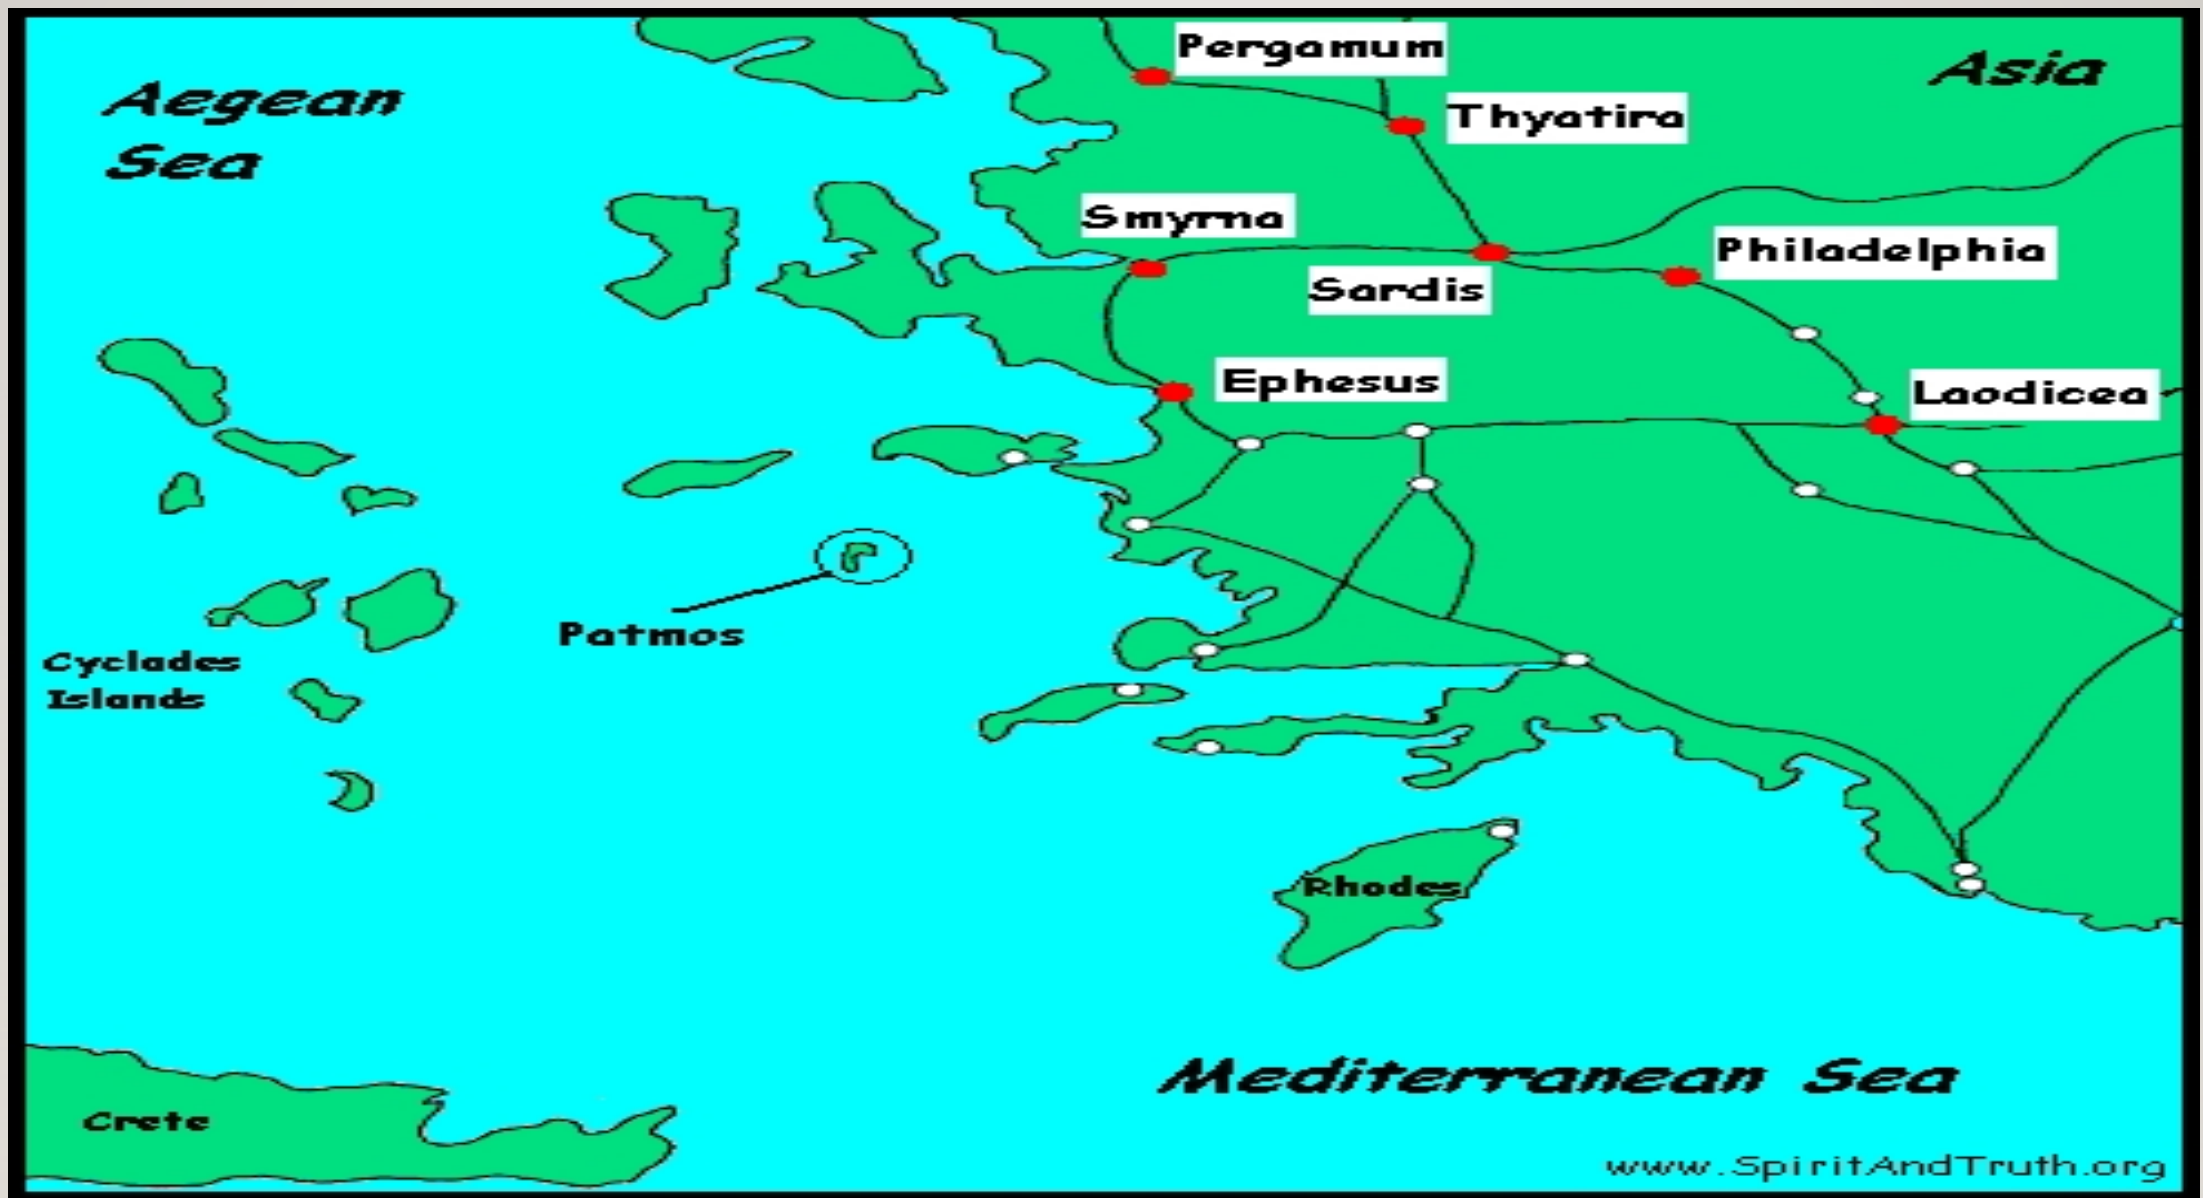 Pergamum
Asia
Aegean
Sea
Thyatira
Smyrna
Philadelphia
Sardis
Ephesus
Laodicea
Patmos
Cyclades
Islands
Rhodes
Mediterranean Sea
Crete
www.SpiritAndTruth.org